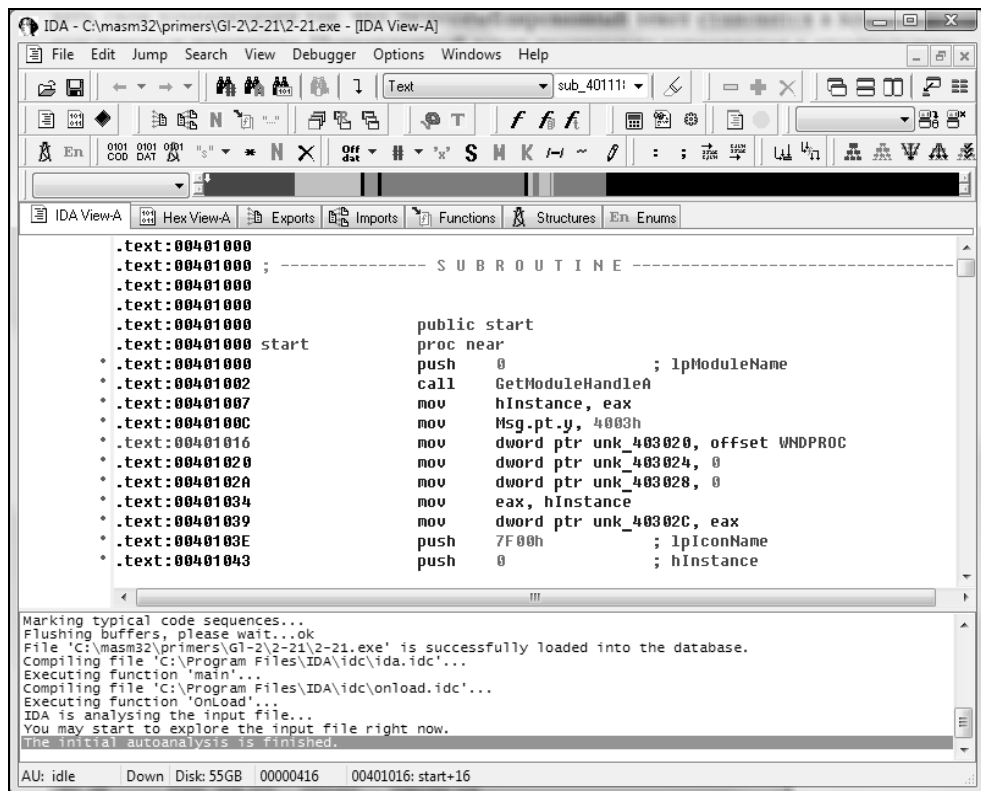 IDA - C:\masm32\primers\Gl-2\2-21\2-21.exe - [IDA View-A]
File Edit Jump Search View Debugger Options Windows Help
Text sub_40111
En
IDA View-A Hex View-A Exports Imports Functions Structures En Enums
.text:00401000
.text:00401000 ; --------------- S U B R O U T I N E ---------------------------------------
.text:00401000
.text:00401000
.text:00401000 public start
.text:00401000 start proc near
.text:00401000 push 0 ; lpModuleName
.text:00401002 call GetModuleHandleA
.text:00401007 mov hInstance, eax
.text:0040100C mov Msg.pt.y, 4003h
.text:00401016 mov dword ptr unk_403020, offset WNDPROC
.text:00401020 mov dword ptr unk_403024, 0
.text:0040102A mov dword ptr unk_403028, 0
.text:00401034 mov eax, hInstance
.text:00401039 mov dword ptr unk_40302C, eax
.text:0040103E push 7F00h ; lpIconName
.text:00401043 push 0 ; hInstance
Marking typical code sequences...
Flushing buffers, please wait...ok
File 'C:\masm32\primers\Gl-2\2-21\2-21.exe' is successfully loaded into the database.
Compiling file 'C:\Program Files\IDA\idc\ida.idc'...
Executing function 'main'...
Compiling file 'C:\Program Files\IDA\idc\onload.idc'...
Executing function 'OnLoad'...
IDA is analysing the input file...
You may start to explore the input file right now.
The initial autoanalysis is finished.
AU: idle Down Disk: 55GB 00000416 00401016: start+16